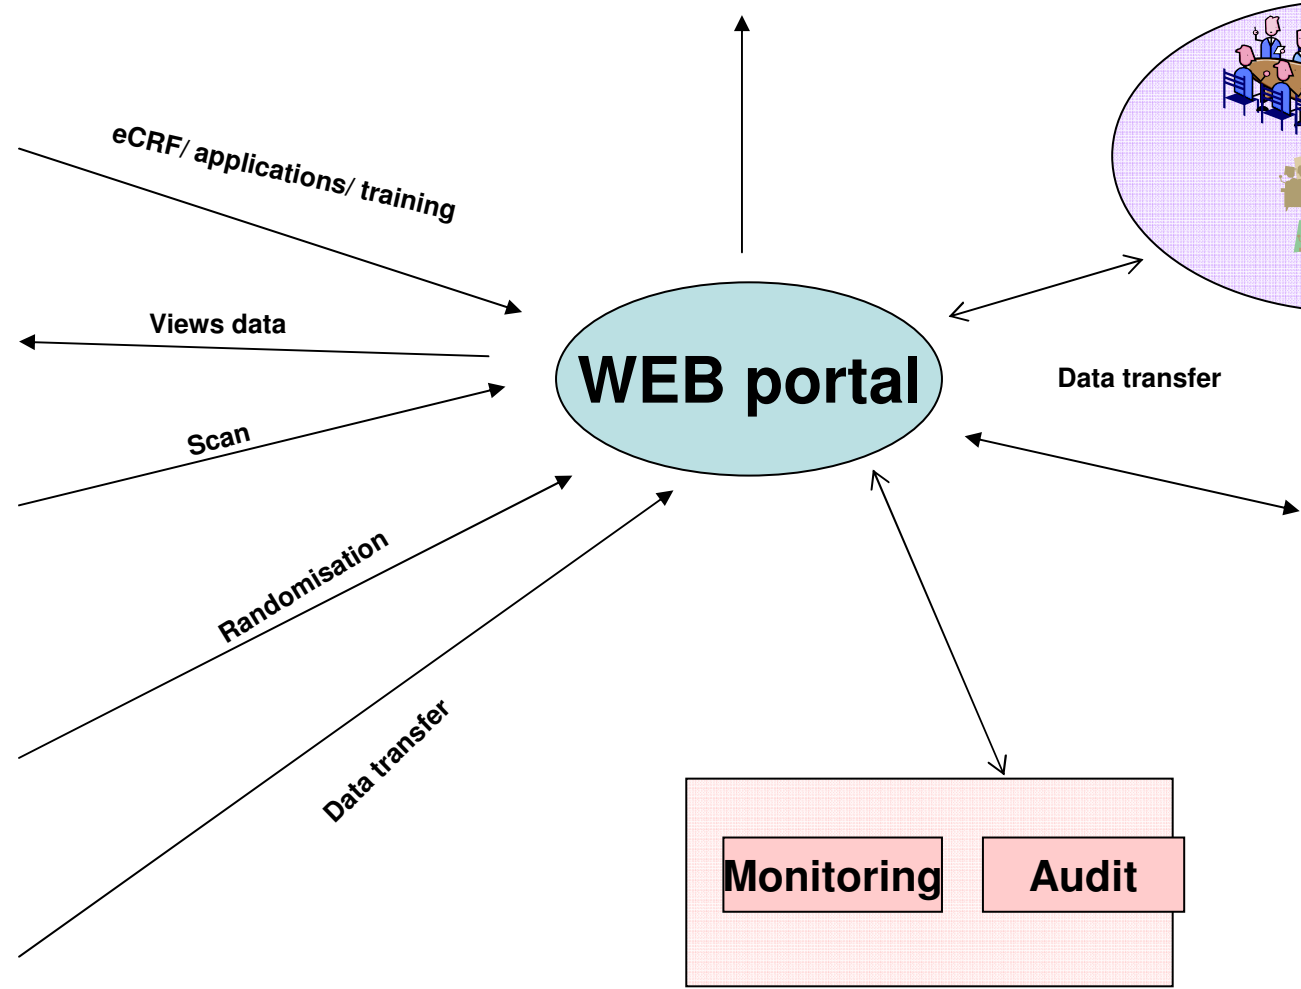 eCRF/ applications/ training
Views data
WEB portal
Data transfer
Scan
Randomisation
Data transfer
Monitoring
Audit